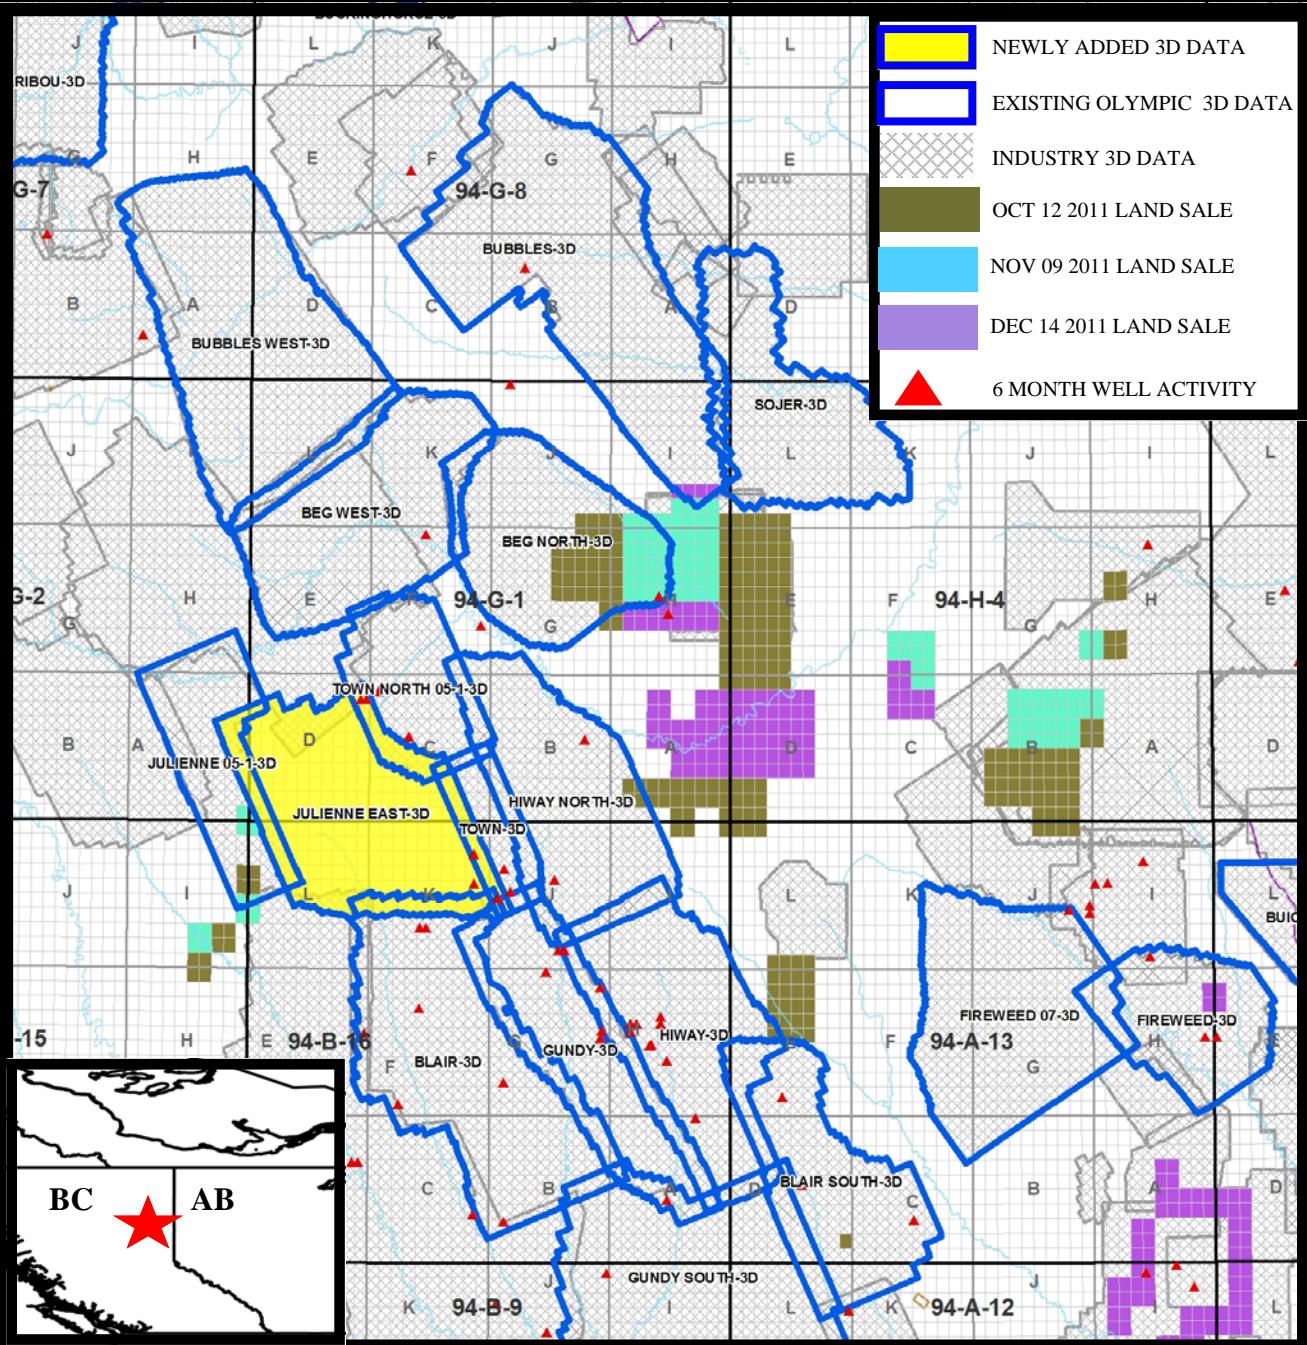 NEWLY ADDED 3D DATA
EXISTING OLYMPIC 3D DATA
INDUSTRY 3D DATA
OCT 12 2011 LAND SALE
NOV 09 2011 LAND SALE
DEC 14 2011 LAND SALE
6 MONTH WELL ACTIVITY
J I L K J I L
RIBOU-3D
G H E F G H E
G-7
94-G-8
BUBBLES-3D
B A D C B A D
BUBBLES WEST-3D
SOJER-3D
J I L K J I L K J I L
BEG WEST-3D
BEG NORTH-3D
G-2
H E F
94-G-1
H E F
94-H-4
H E
G G G
TOWN NORTH 05-1-3D
B A D C B A D C B A D
JULIENNE 05-1-3D
HIWAY NORTH-3D
JULIENNE EAST-3D
TOWN-3D
J I L K J L K J I L
BUIC
-15
H E
94-B-16
F G H E F G H E
BLAIR-3D
GUNDY-3D
HIWAY-3D
FIREWEED 07-3D
94-A-13
FIREWEED-3D
C B A D C B A D
BLAIR SOUTH-3D
GUNDY SOUTH-3D
K
94-B-9
J I L K
94-A-12
J I L
BC
AB